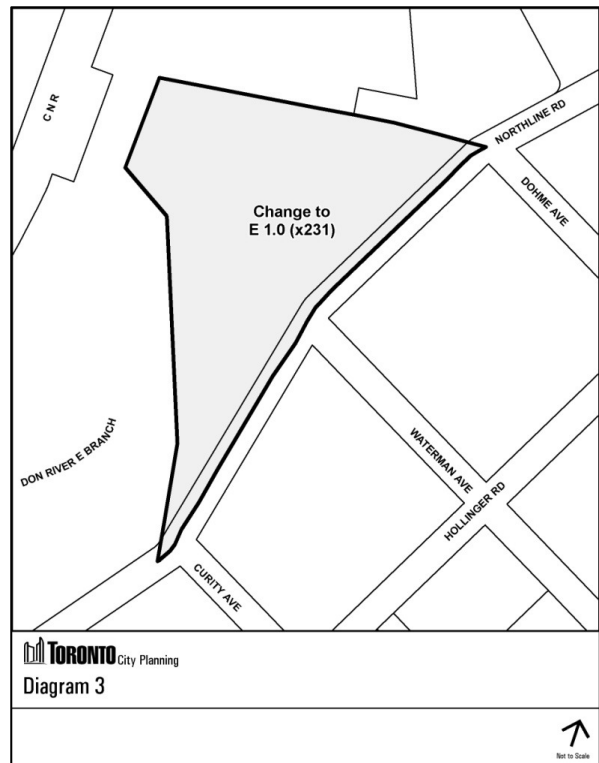 CNR
NORTHLINE RD
DOHME AVE
Change to
E 1.0 (x231)
DON RIVER E BRANCH
WATERMAN AVE
HOLLINGER RD
CURITY AVE
TORONTO City Planning
Diagram 3
Not to Scale